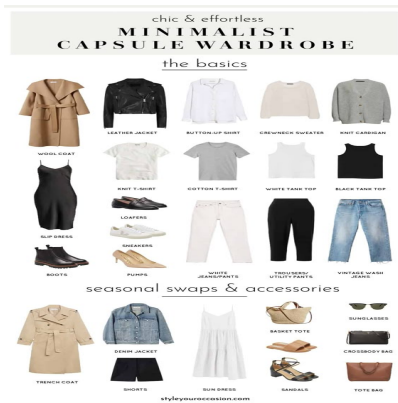 chic & effortless
MINIMALIST
CAPSULE WARDROBE
the basics
WOOL COAT
LEATHER JACKET
BUTTON-UP SHIRT
CREWNECK SWEATER
KNIT CARDIGAN
KNIT T-SHIRT
COTTON T-SHIRT
WHITE TANK TOP
BLACK TANK TOP
SLIP DRESS
LOAFERS
SNEAKERS
BOOTS
PUMPS
WHITE
JEANS/PANTS
TROUSERS/
UTILITY PANTS
VINTAGE WASH
JEANS
seasonal swaps & accessories
TRENCH COAT
DENIM JACKET
SHORTS
SUN DRESS
BASKET TOTE
SANDALS
SUNGLASSES
CROSSBODY BAG
TOTE BAG
styleyouroccasion.com